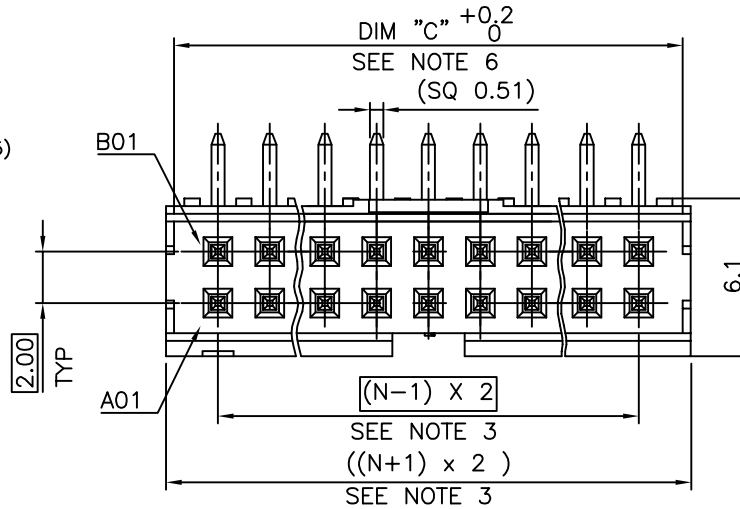 DIM "C" +0.2
0
SEE NOTE 6
(SQ 0.51)
B01
6.1
2.00
TYP
A01
(N-1) X 2
SEE NOTE 3
((N+1) x 2 )
SEE NOTE 3